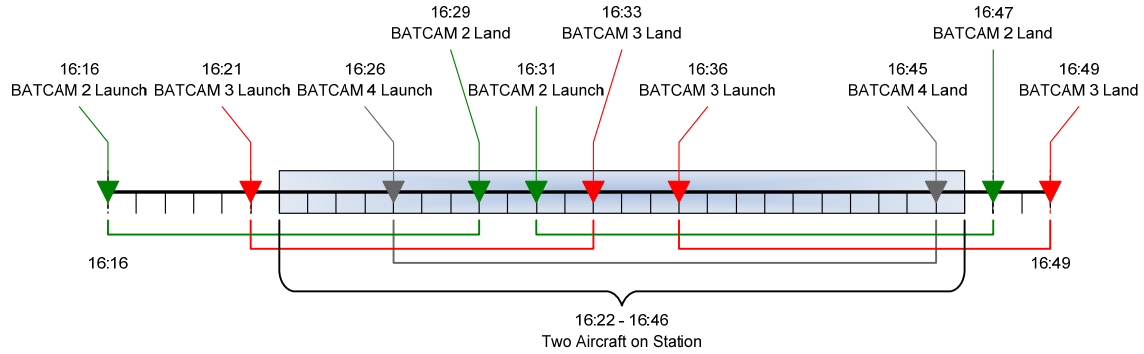 16:29
BATCAM 2 Land
16:33
BATCAM 3 Land
16:47
BATCAM 2 Land
16:16
BATCAM 2 Launch
16:21
BATCAM 3 Launch
16:26
BATCAM 4 Launch
16:31
BATCAM 2 Launch
16:36
BATCAM 3 Launch
16:45
BATCAM 4 Land
16:49
BATCAM 3 Land
16:16
16:49
16:22 - 16:46
Two Aircraft on Station